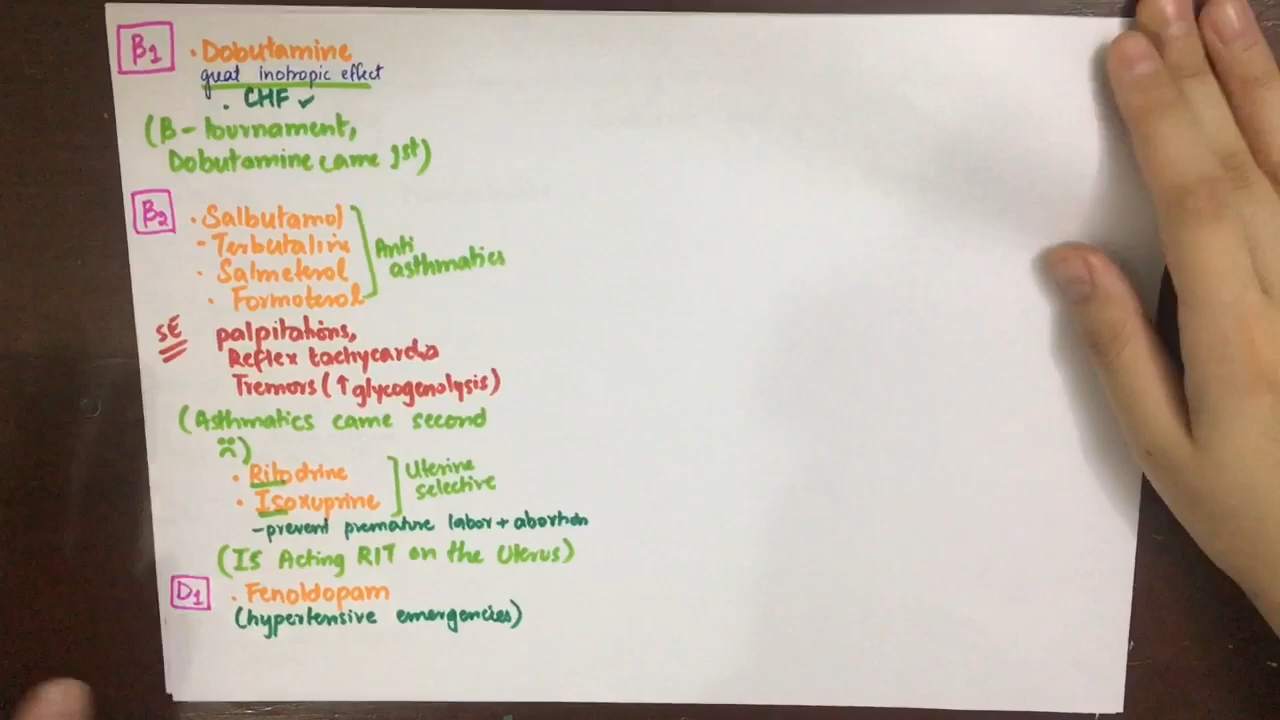 B1 · Dobutamine
great inotropic effect
· CHF ✓
(B- tournament,
Dobutamine came 1st)
B2 · Salbutamol
- Terbutaline
· Salmeterol
· Formoterol
Anti
asthmatics
SE palpitations,
Reflex tachycardia
Tremors (↑ glycogenolysis)
(Asthmatics came second
)
· Ritodrine
· Isoxuprine
Uterine
selective
-prevent premature labor + abortion
(Is Acting RIT on the Uterus)
D1 · Fenoldopam
(hypertensive emergencies)